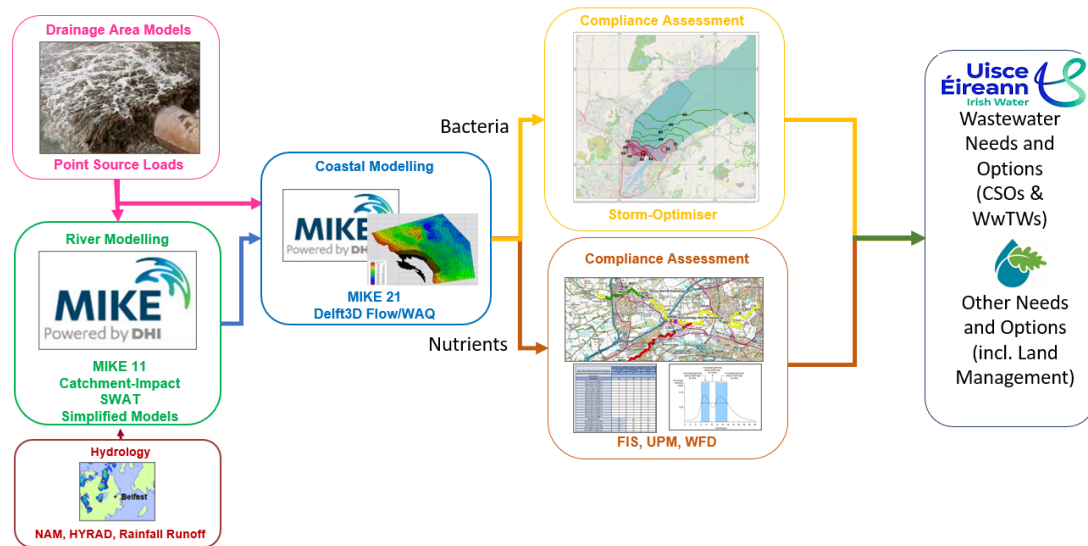 Drainage Area Models
Point Source Loads
River Modelling
MIKE
Powered by DHI
MIKE 11
Catchment-Impact
SWAT
Simplified Models
Hydrology
Belfast
NAM, HYRAD, Rainfall Runoff
Coastal Modelling
MIKE
Powered by DHI
MIKE 21
Delft3D Flow/WAQ
Bacteria
Nutrients
Compliance Assessment
Storm-Optimiser
Compliance Assessment
FIS, UPM, WFD
Uisce
Éireann
Irish Water
Wastewater
Needs and
Options
(CSOs &
WwTWs)
Other Needs
and Options
(incl. Land
Management)